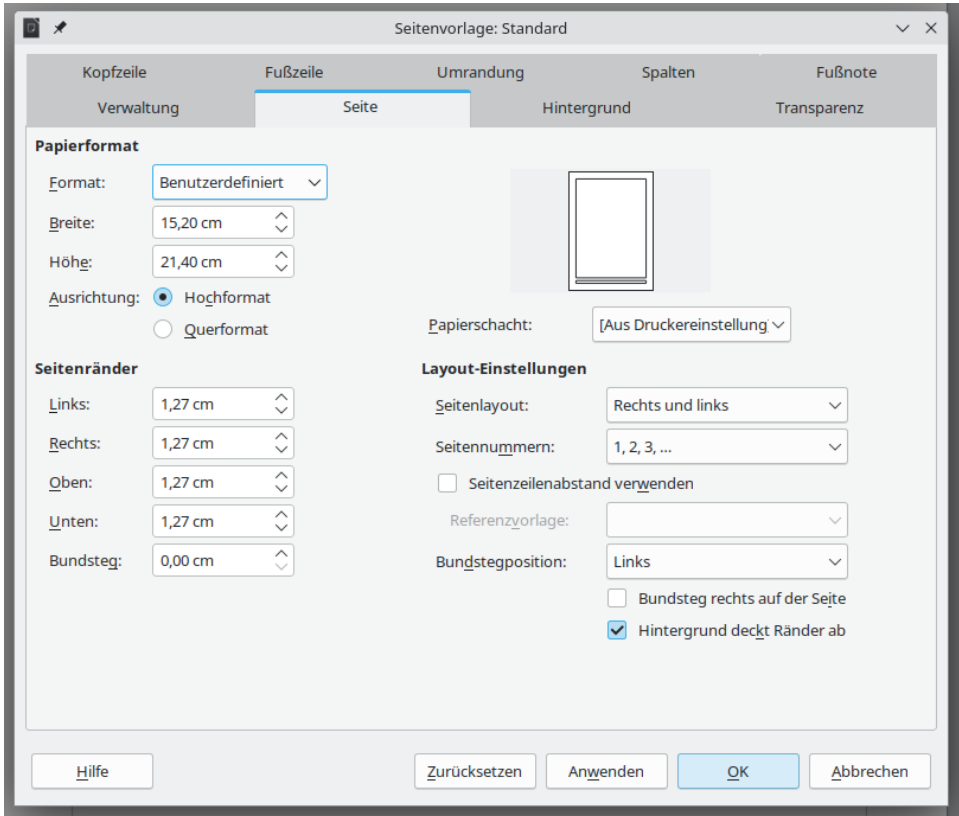 Seitenvorlage: Standard
Kopfzeile Fußzeile Umrandung Spalten Fußnote
Verwaltung Seite Hintergrund Transparenz
Papierformat
Format: Benutzerdefiniert
Breite: 15,20 cm
Höhe: 21,40 cm
Ausrichtung: Hochformat
Querformat
Papierschacht: [Aus Druckereinstellung
Seitenränder
Links: 1,27 cm
Rechts: 1,27 cm
Oben: 1,27 cm
Unten: 1,27 cm
Bundsteg: 0,00 cm
Layout-Einstellungen
Seitenlayout: Rechts und links
Seitennummern: 1, 2, 3, ...
Seitenzeilenabstand verwenden
Referenzvorlage:
Bundstegposition: Links
Bundsteg rechts auf der Seite
Hintergrund deckt Ränder ab
Hilfe Zurücksetzen Anwenden OK Abbrechen